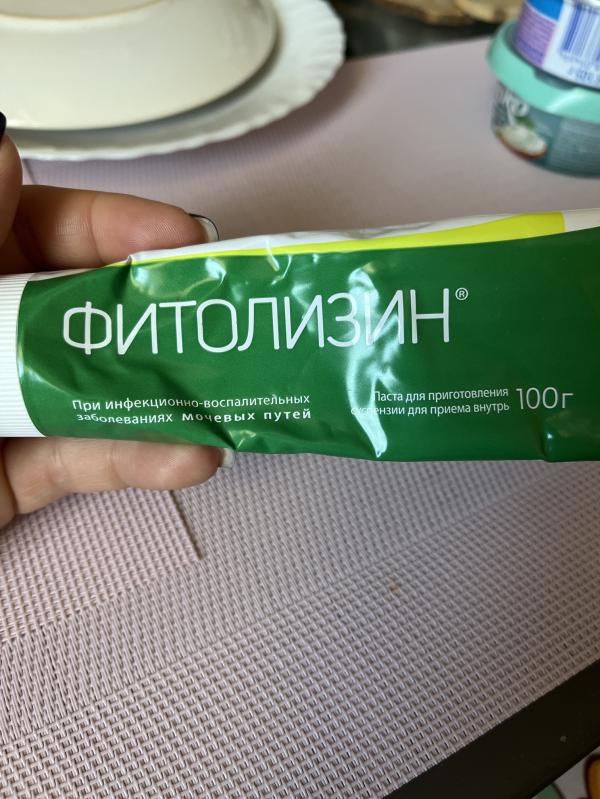 ФИТОЛИЗИН®
При инфекционно-воспалительных
заболеваниях мочевых путей
Паста для приготовления
суспензии для приема внутрь
100г